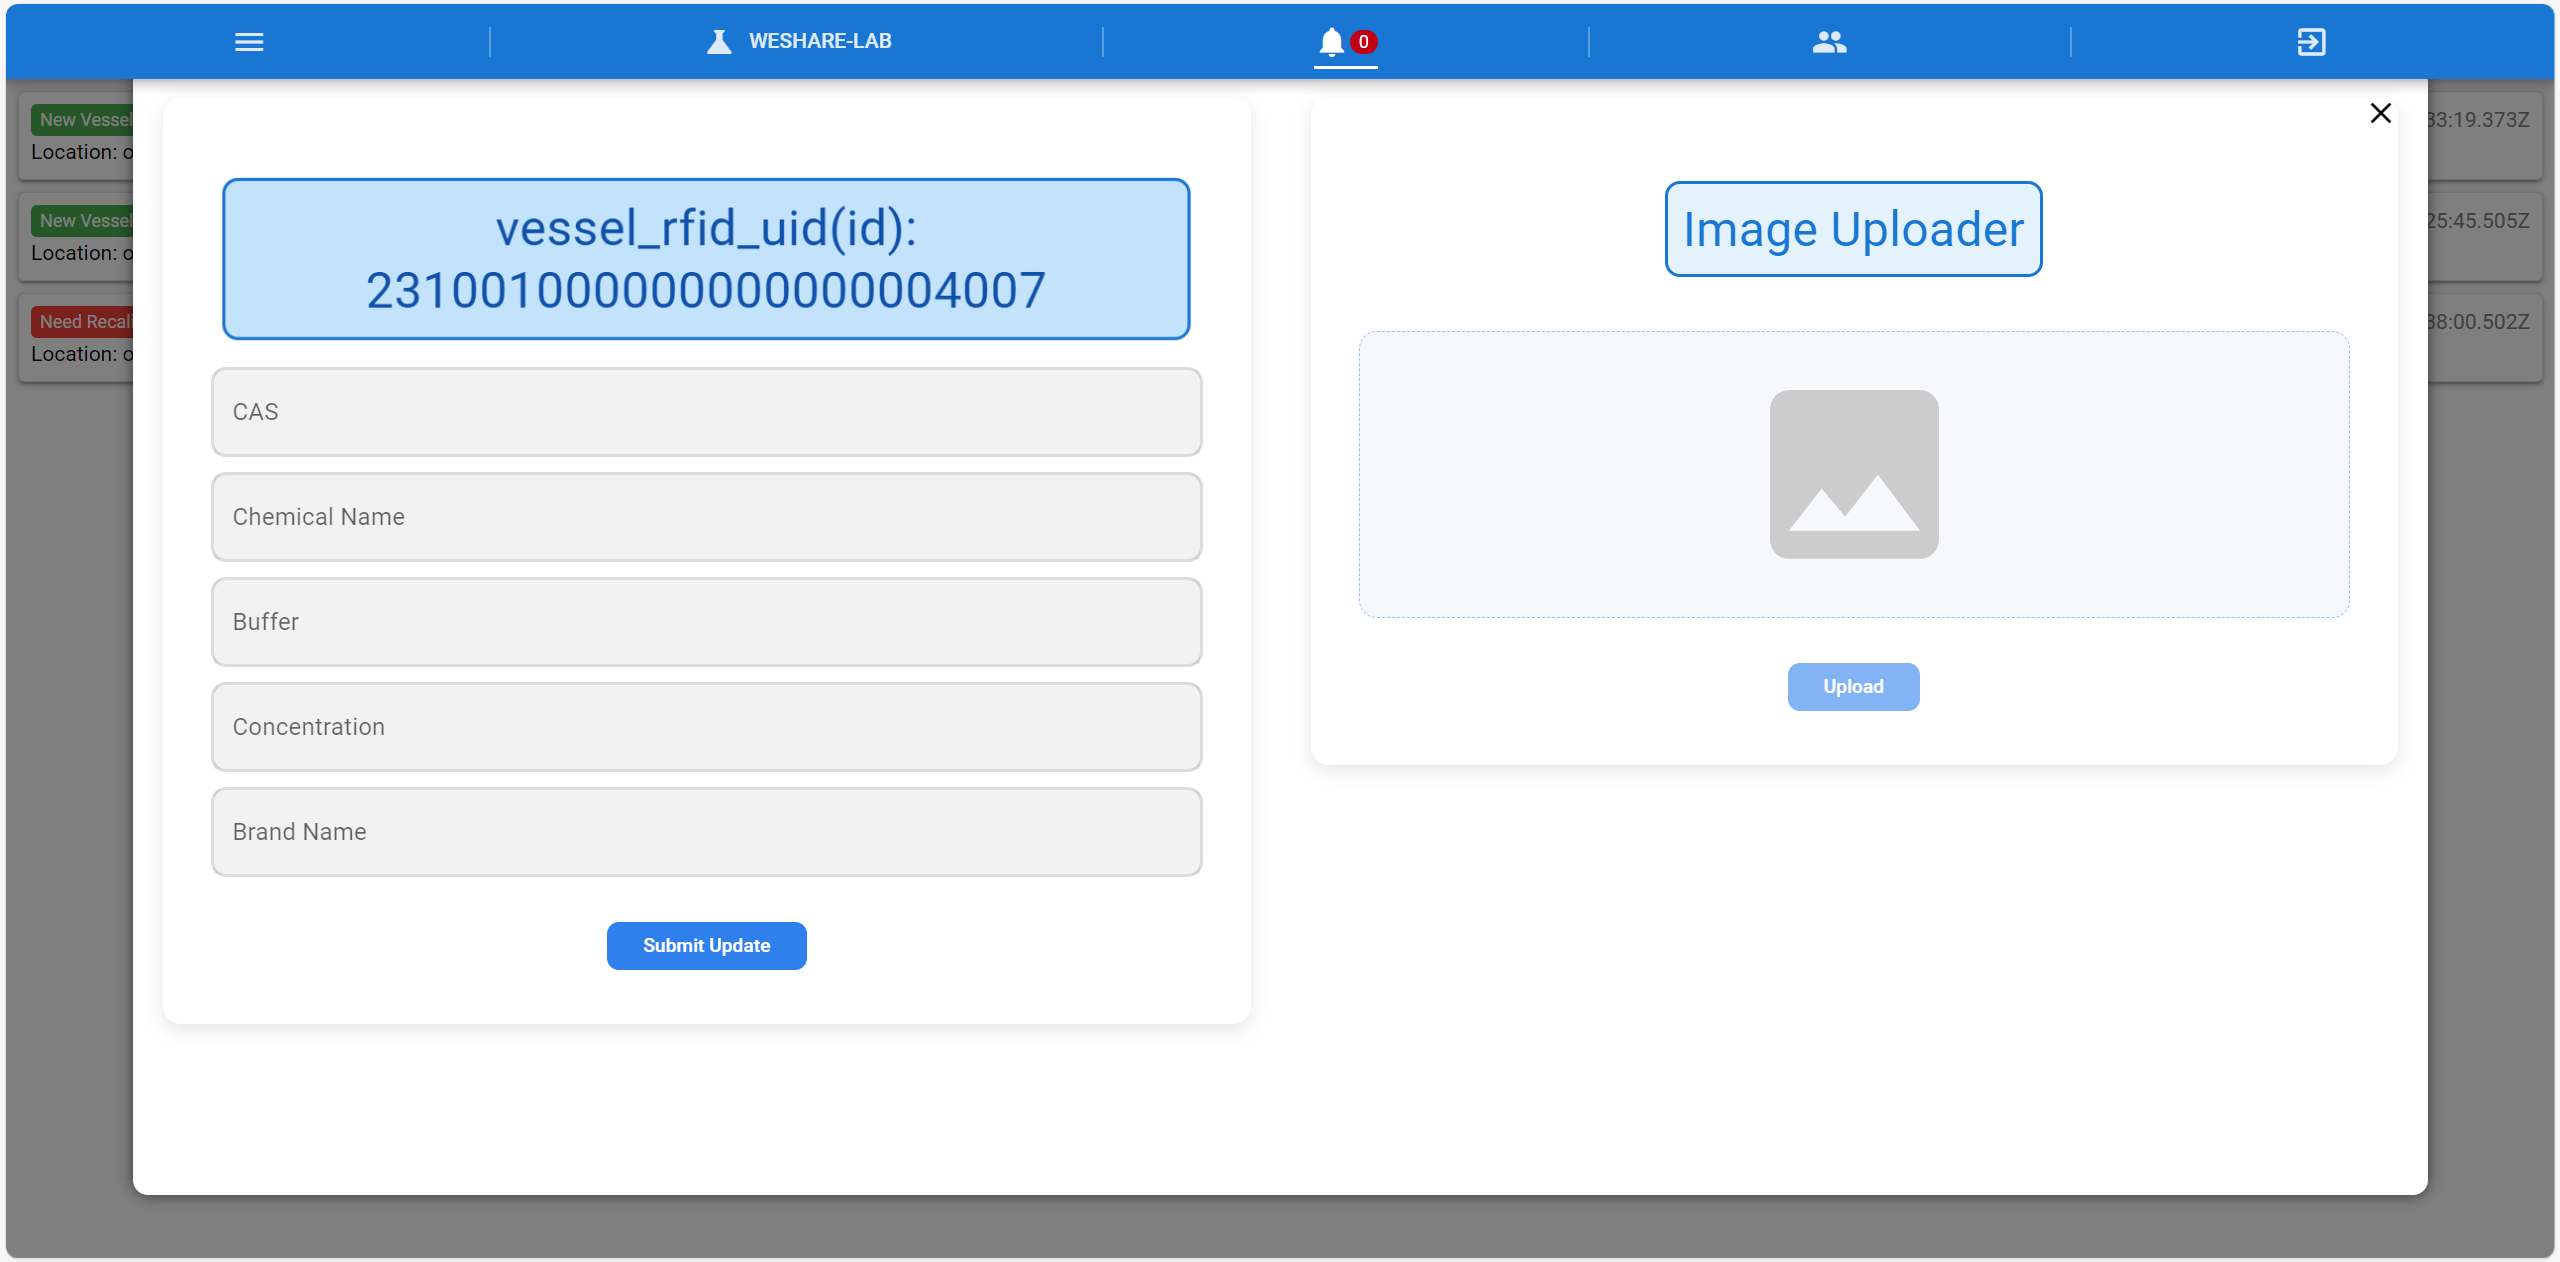 WESHARE-LAB
0
New Vessel
Location: o
33:19.373Z
New Vessel
Location: o
25:45.505Z
Need Recali
Location: o
38:00.502Z
vessel_rfid_uid(id):
231001000000000000004007
CAS
Chemical Name
Buffer
Concentration
Brand Name
Submit Update
Image Uploader
Upload